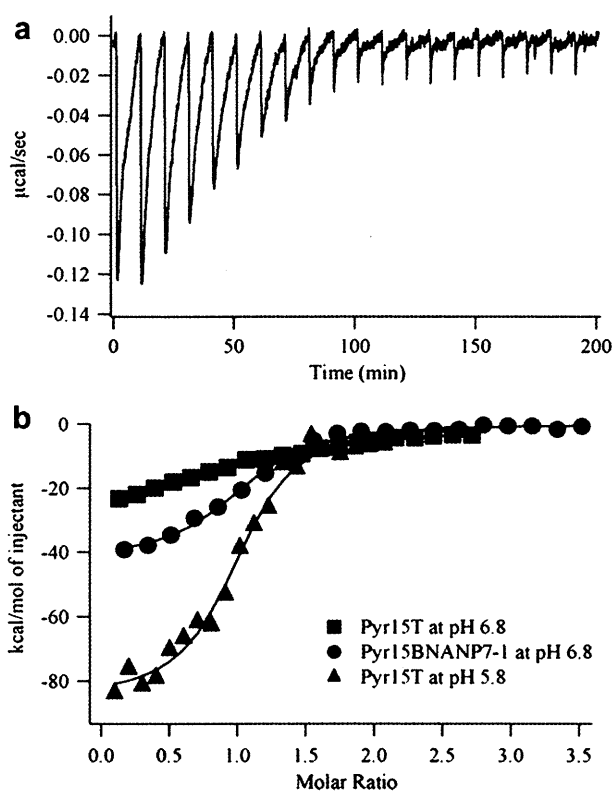 a
0.00
-0.02
-0.04
-0.06
-0.08
-0.10
-0.12
-0.14
μcal/sec
0
50
100
150
200
Time (min)
b
0
-20
-40
-60
-80
kcal/mol of injectant
Pyr15T at pH 6.8
Pyr15BNANP7-1 at pH 6.8
Pyr15T at pH 5.8
0.0
0.5
1.0
1.5
2.0
2.5
3.0
3.5
Molar Ratio